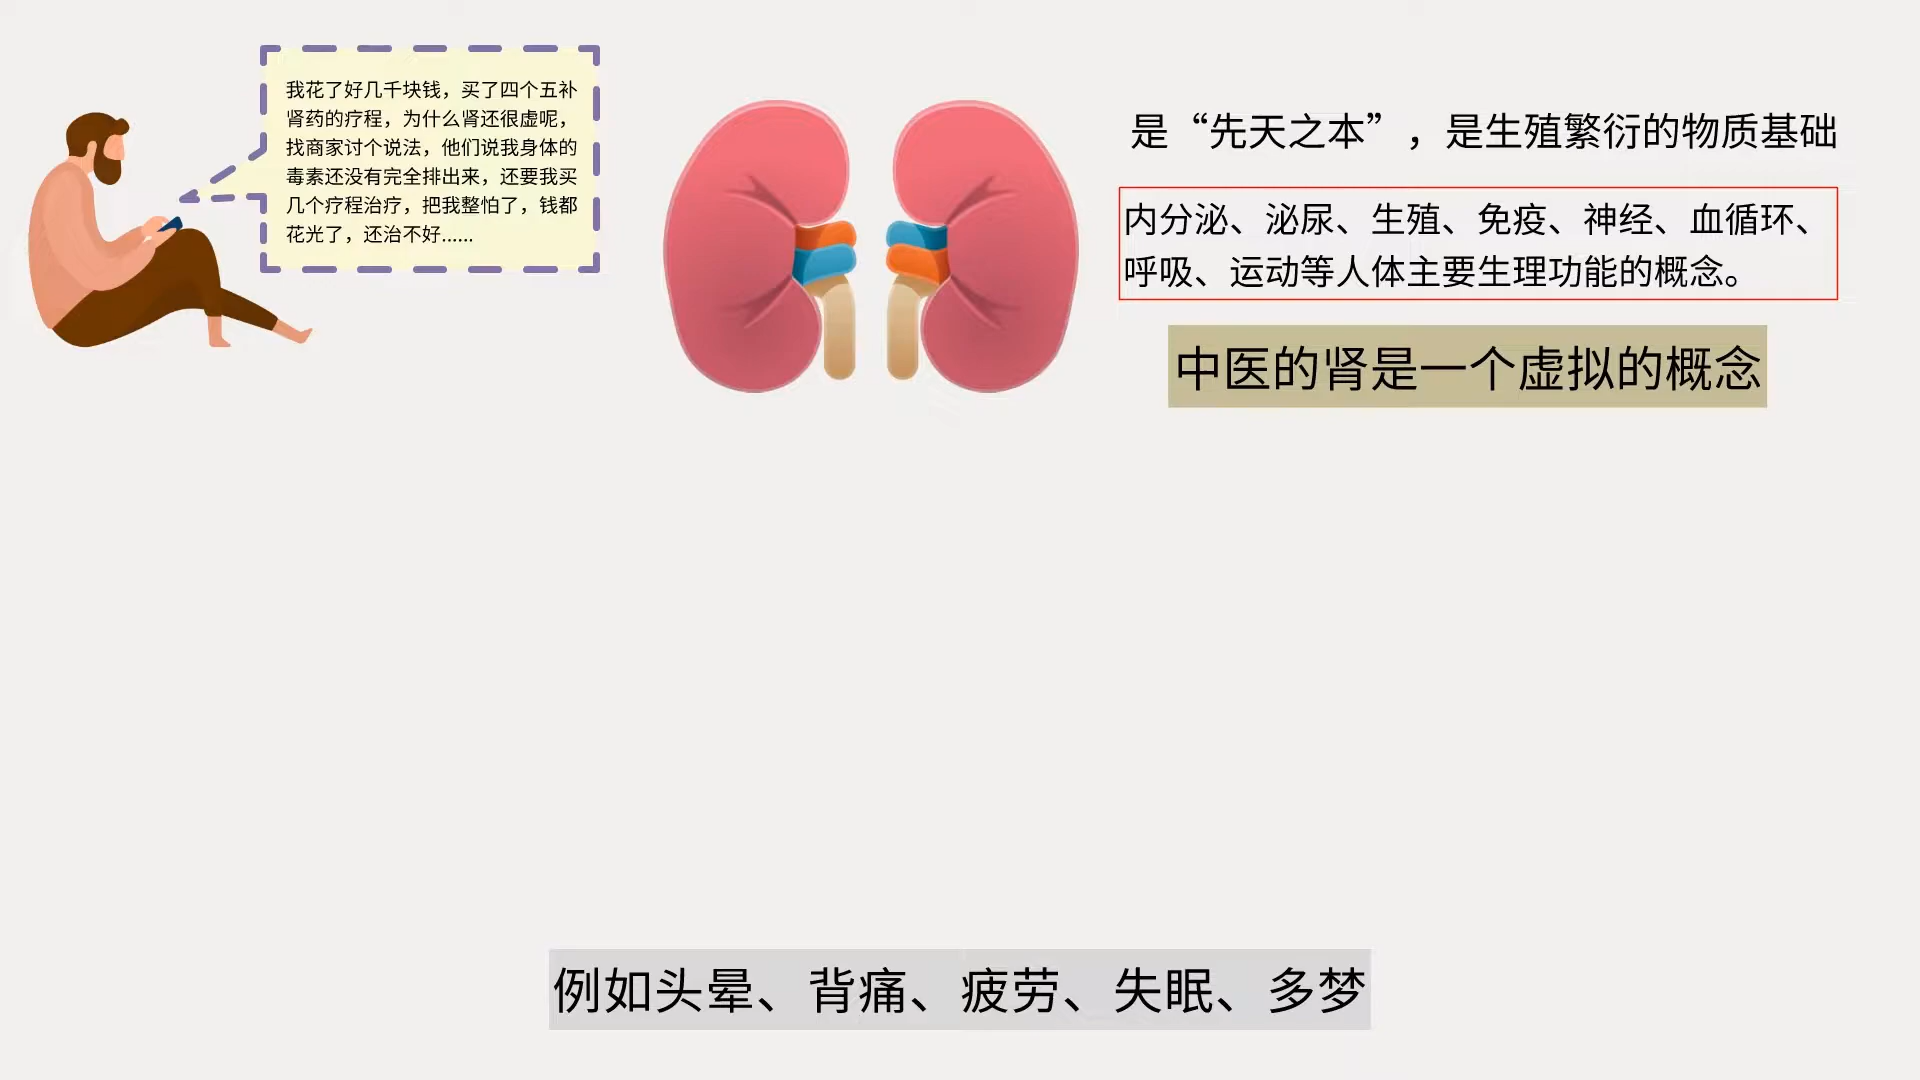 我花了好几千块钱，买了四个五补
肾药的疗程，为什么肾还很虚呢，
找商家讨个说法，他们说我身体的
毒素还没有完全排出来，还要我买
几个疗程治疗，把我整怕了，钱都
花光了，还治不好......
是“先天之本”，是生殖繁衍的物质基础
内分泌、泌尿、生殖、免疫、神经、血循环、
呼吸、运动等人体主要生理功能的概念。
中医的肾是一个虚拟的概念
例如头晕、背痛、疲劳、失眠、多梦